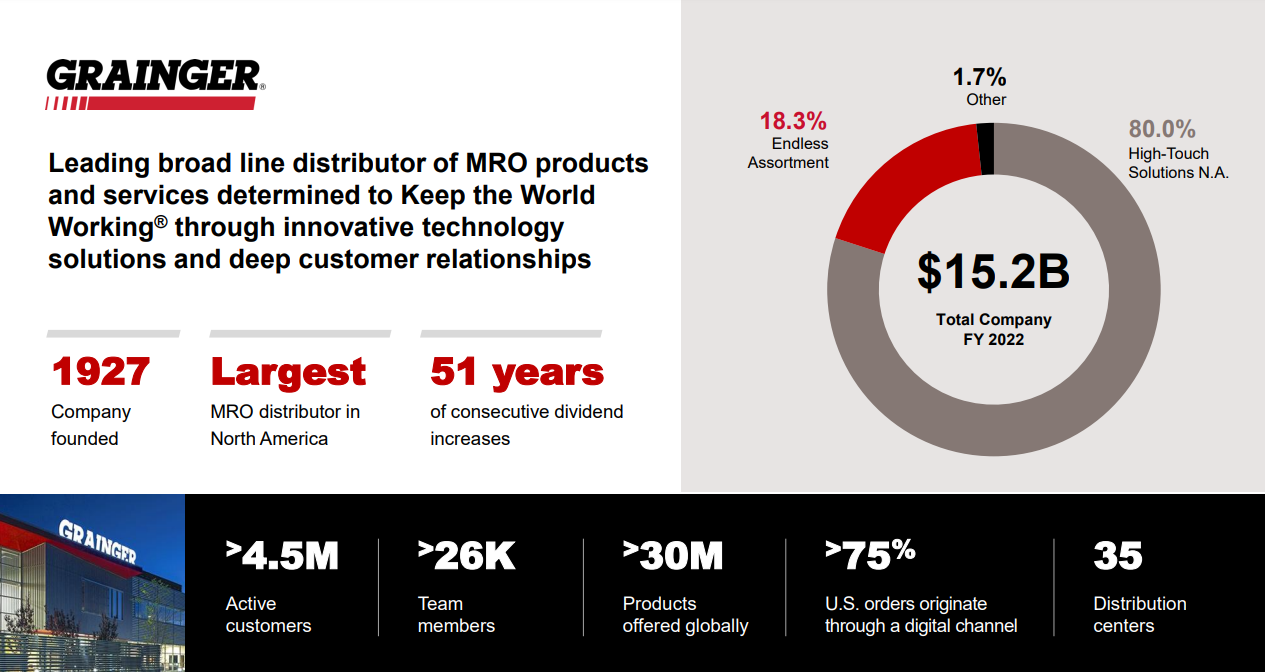 GRAINGER®
Leading broad line distributor of MRO products
and services determined to Keep the World
Working® through innovative technology
solutions and deep customer relationships
1927
Company
founded
Largest
MRO distributor in
North America
51 years
of consecutive dividend
increases
1.7%
Other
18.3%
Endless
Assortment
80.0%
High-Touch
Solutions N.A.
$15.2B
Total Company
FY 2022
GRAINGER
>4.5M
Active
customers
>26K
Team
members
>30M
Products
offered globally
>75%
U.S. orders originate
through a digital channel
35
Distribution
centers